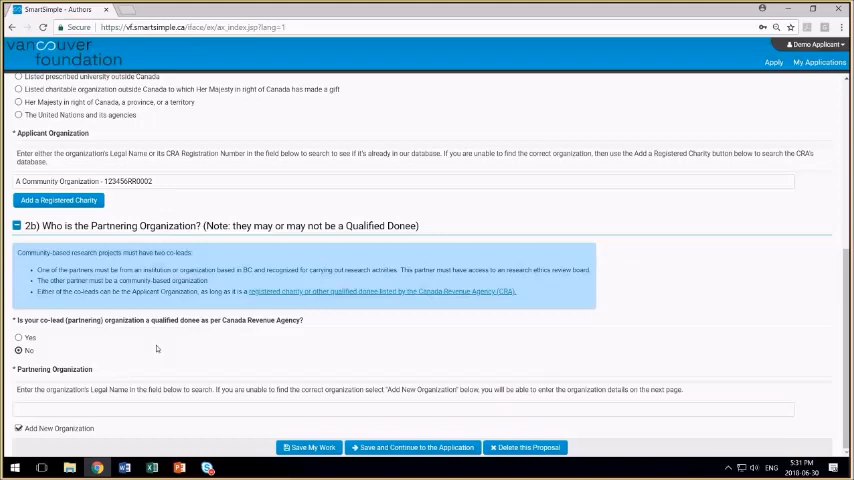 SmartSimple - Authors
Secure
https://vf.smartsimple.ca/iface/ex/ax_index.jsp?lang=1
vancouver
foundation
Demo Applicant
Apply
My Applications
Listed prescribed university outside Canada
Listed charitable organization outside Canada to which Her Majesty in right of Canada has made a gift
Her Majesty in right of Canada, a province, or a territory
The United Nations and its agencies
* Applicant Organization
Enter either the organization's Legal Name or its CRA Registration Number in the field below to search to see if it's already in our database. If you are unable to find the correct organization, then use the Add a Registered Charity button below to search the CRA's
database.
A Community Organization - 123456RR0002
Add a Registered Charity
2b) Who is the Partnering Organization? (Note: they may or may not be a Qualified Donee)
Community-based research projects must have two co-leads:
• One of the partners must be from an institution or organization based in BC and recognized for carrying out research activities. This partner must have access to an research ethics review board.
• The other partner must be a community-based organization
• Either of the co-leads can be the Applicant Organization, as long as it is a registered charity or other qualified donee listed by the Canada Revenue Agency (CRA).
* Is your co-lead (partnering) organization a qualified donee as per Canada Revenue Agency?
Yes
No
* Partnering Organization
Enter the organization's Legal Name in the field below to search. If you are unable to find the correct organization select "Add New Organization" below, you will be able to enter the organization details on the next page.
Add New Organization
Save My Work
Save and Continue to the Application
Delete this Proposal
ENG
5:31 PM
2018-06-30